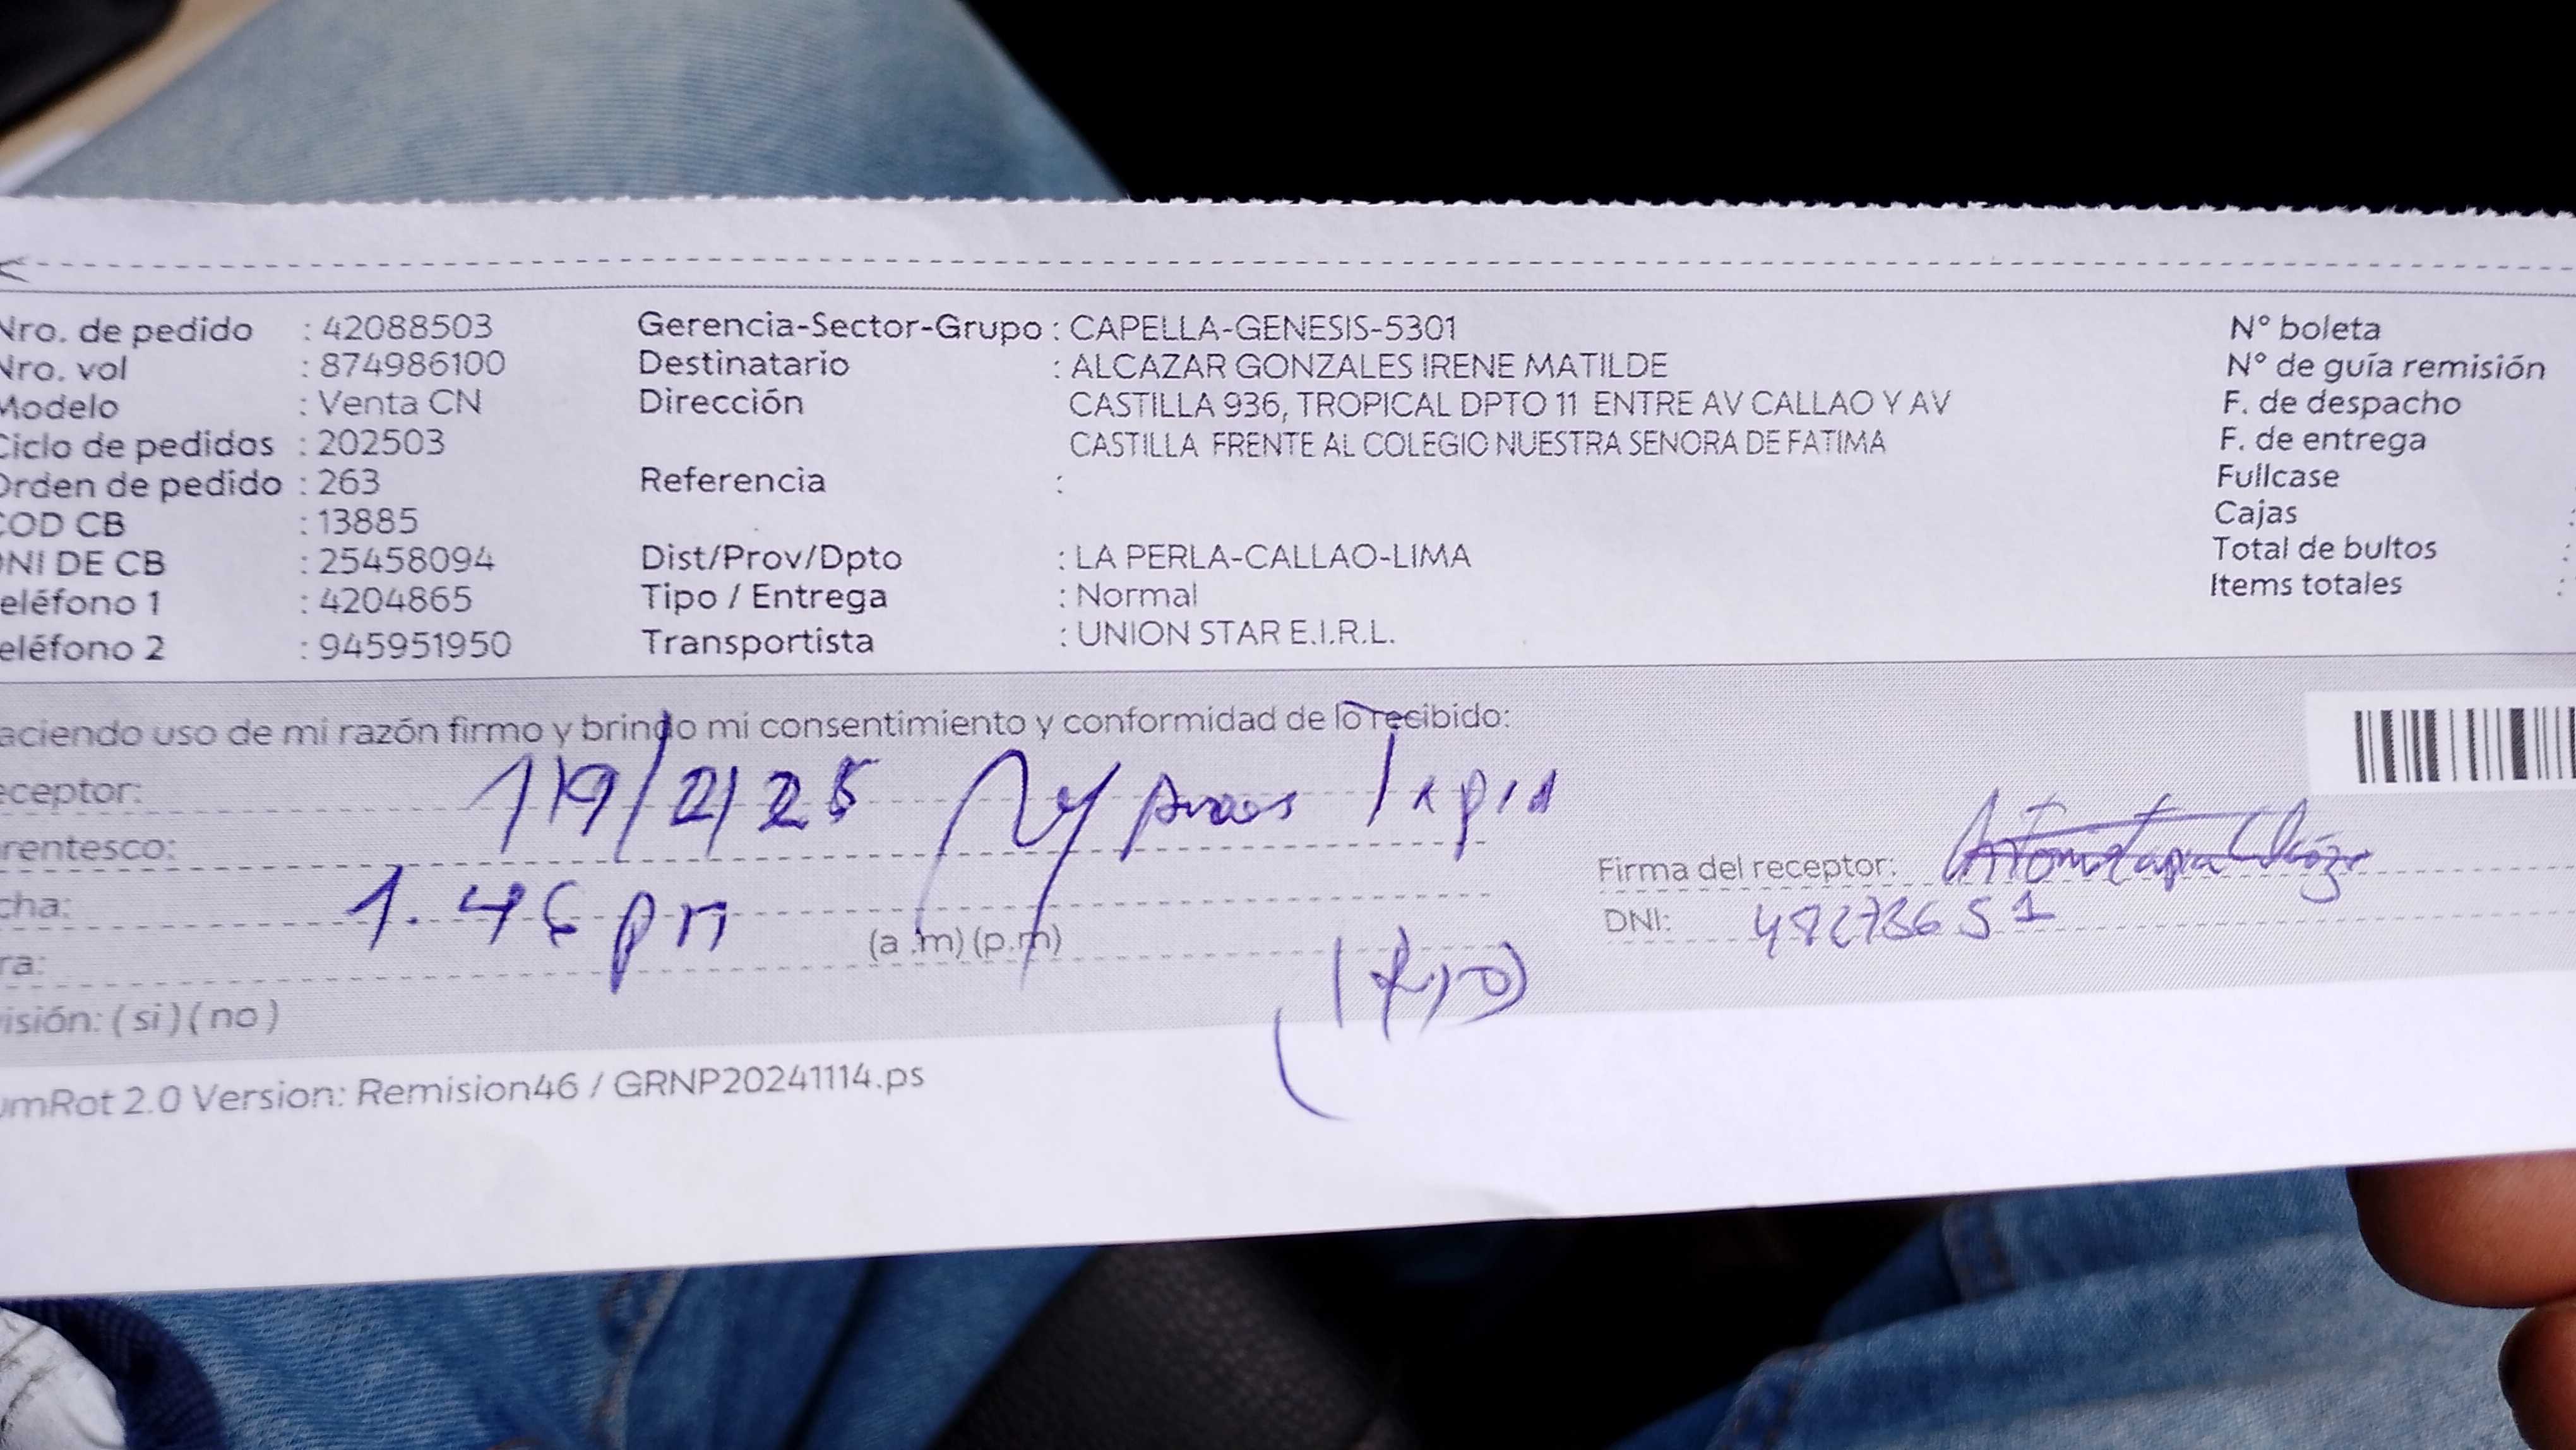 Nro. de pedido : 42088503 Gerencia-Sector-Grupo : CAPELLA-GENESIS-5301 N° boleta
Nro. vol : 874986100 Destinatario : ALCAZAR GONZALES IRENE MATILDE N° de guía remisión
Modelo : Venta CN Dirección CASTILLA 936, TROPICAL DPTO 11 ENTRE AV CALLAO Y AV F. de despacho
Ciclo de pedidos : 202503 CASTILLA FRENTE AL COLEGIO NUESTRA SENORA DE FATIMA F. de entrega
Orden de pedido : 263 Referencia : Fullcase
COD CB : 13885 Cajas
DNI DE CB : 25458094 Dist/Prov/Dpto : LA PERLA-CALLAO-LIMA Total de bultos
eléfono 1 : 4204865 Tipo / Entrega : Normal Items totales
eléfono 2 : 945951950 Transportista : UNION STAR E.I.R.L.
aciendo uso de mi razón firmo y brindo mi consentimiento y conformidad de lo recibido:
eceptor: 19/2/25
rentesco:
Firma del receptor:
cha: 1.46 pm
DNI:
ra: (a .m) (p.m)
isión: ( si ) ( no )
umRot 2.0 Version: Remision46 / GRNP20241114.ps